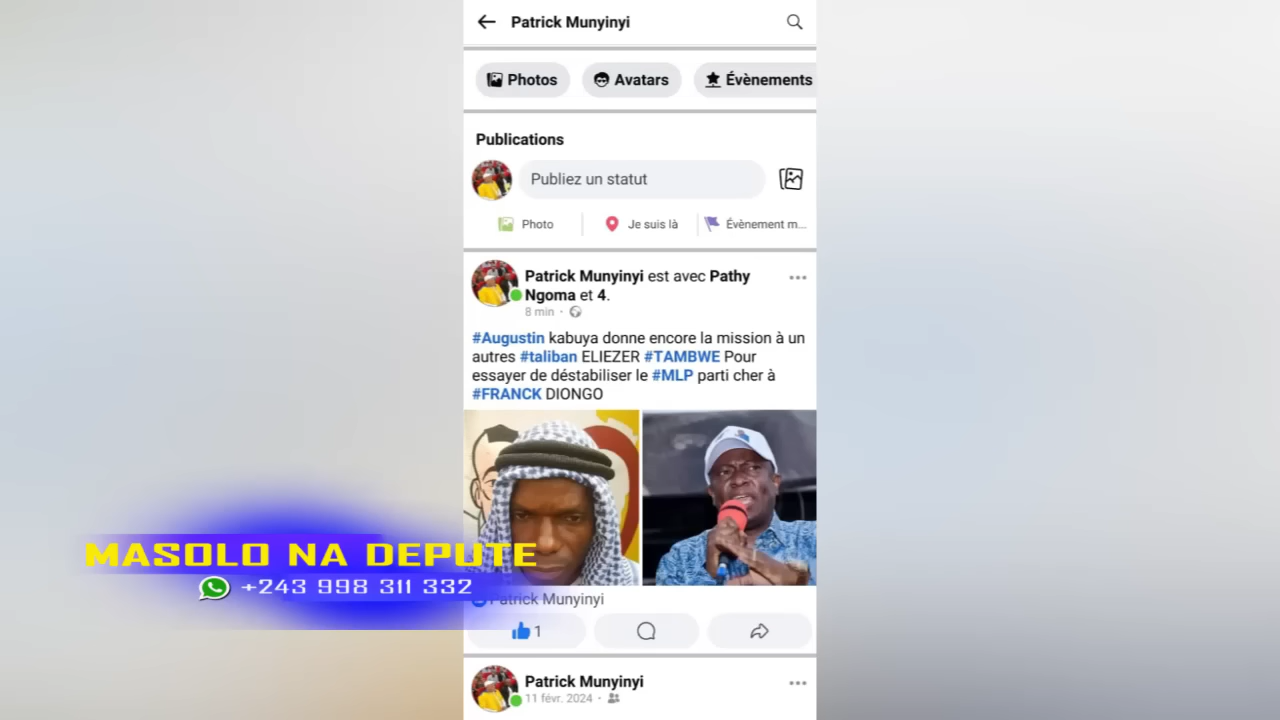 Patrick Munyinyi
Photos
Avatars
Évènements
Publications
Publiez un statut
Photo
Je suis là
Évènement m...
Patrick Munyinyi est avec Pathy
Ngoma et 4.
8 min ·
#Augustin kabuya donne encore la mission à un
autres #taliban ELIEZER #TAMBWE Pour
essayer de déstabiliser le #MLP parti cher à
#FRANCK DIONGO
MASOLO NA DEPUTE
+243 998 311 332
Patrick Munyinyi
1
Patrick Munyinyi
11 févr. 2024 ·